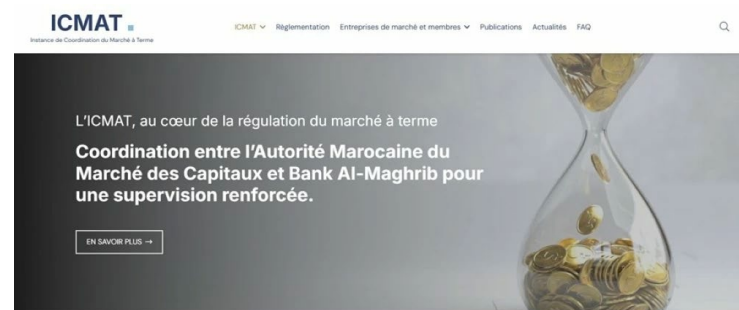 ICMAT
Instance de Coordination du Marché à Terme
ICMAT
Règlementation
Entreprises de marché et membres
Publications
Actualités
FAQ
L’ICMAT, au cœur de la régulation du marché à terme
Coordination entre l’Autorité Marocaine du
Marché des Capitaux et Bank Al-Maghrib pour
une supervision renforcée.
EN SAVOIR PLUS →